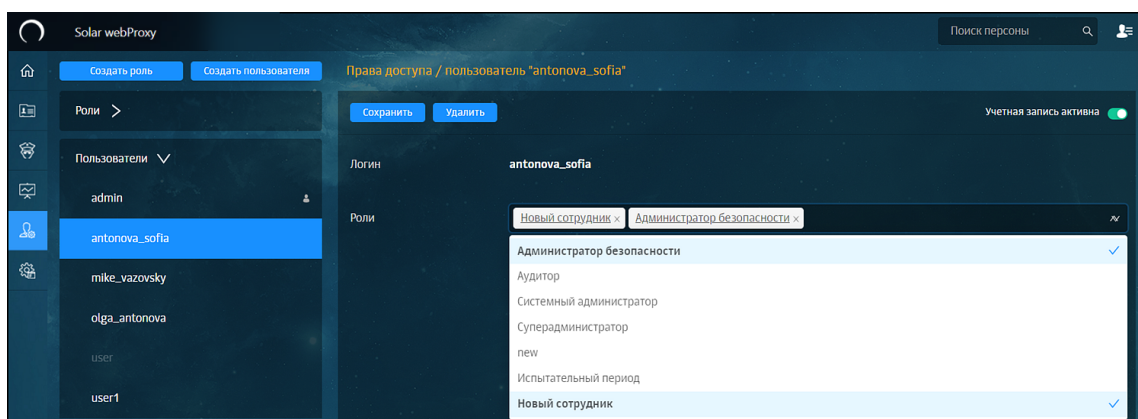 Solar webProxy
Поиск персоны
Создать роль
Создать пользователя
Права доступа / пользователь "antonova_sofia"
Роли
Сохранить
Удалить
Учетная запись активна
Пользователи
Логин
antonova_sofia
admin
Роли
Новый сотрудник ×
Администратор безопасности ×
antonova_sofia
Администратор безопасности
Аудитор
mike_vazovsky
Системный администратор
olga_antonova
Суперадминистратор
new
user
Испытательный период
user1
Новый сотрудник